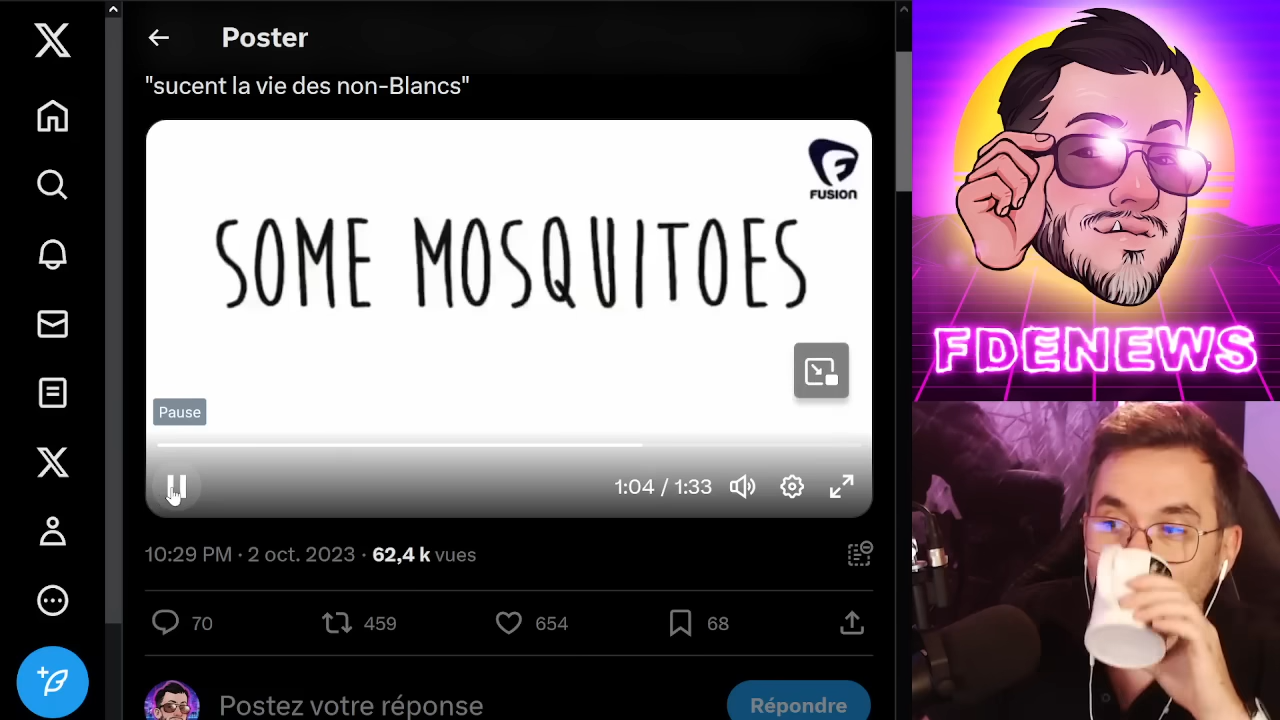 Poster
"sucent la vie des non-Blancs"
FUSION
SOME MOSQUITOES
Pause
1:04 / 1:33
10:29 PM · 2 oct. 2023 · 62,4 k vues
70
459
654
68
Postez votre réponse
Répondre
FDENEWS